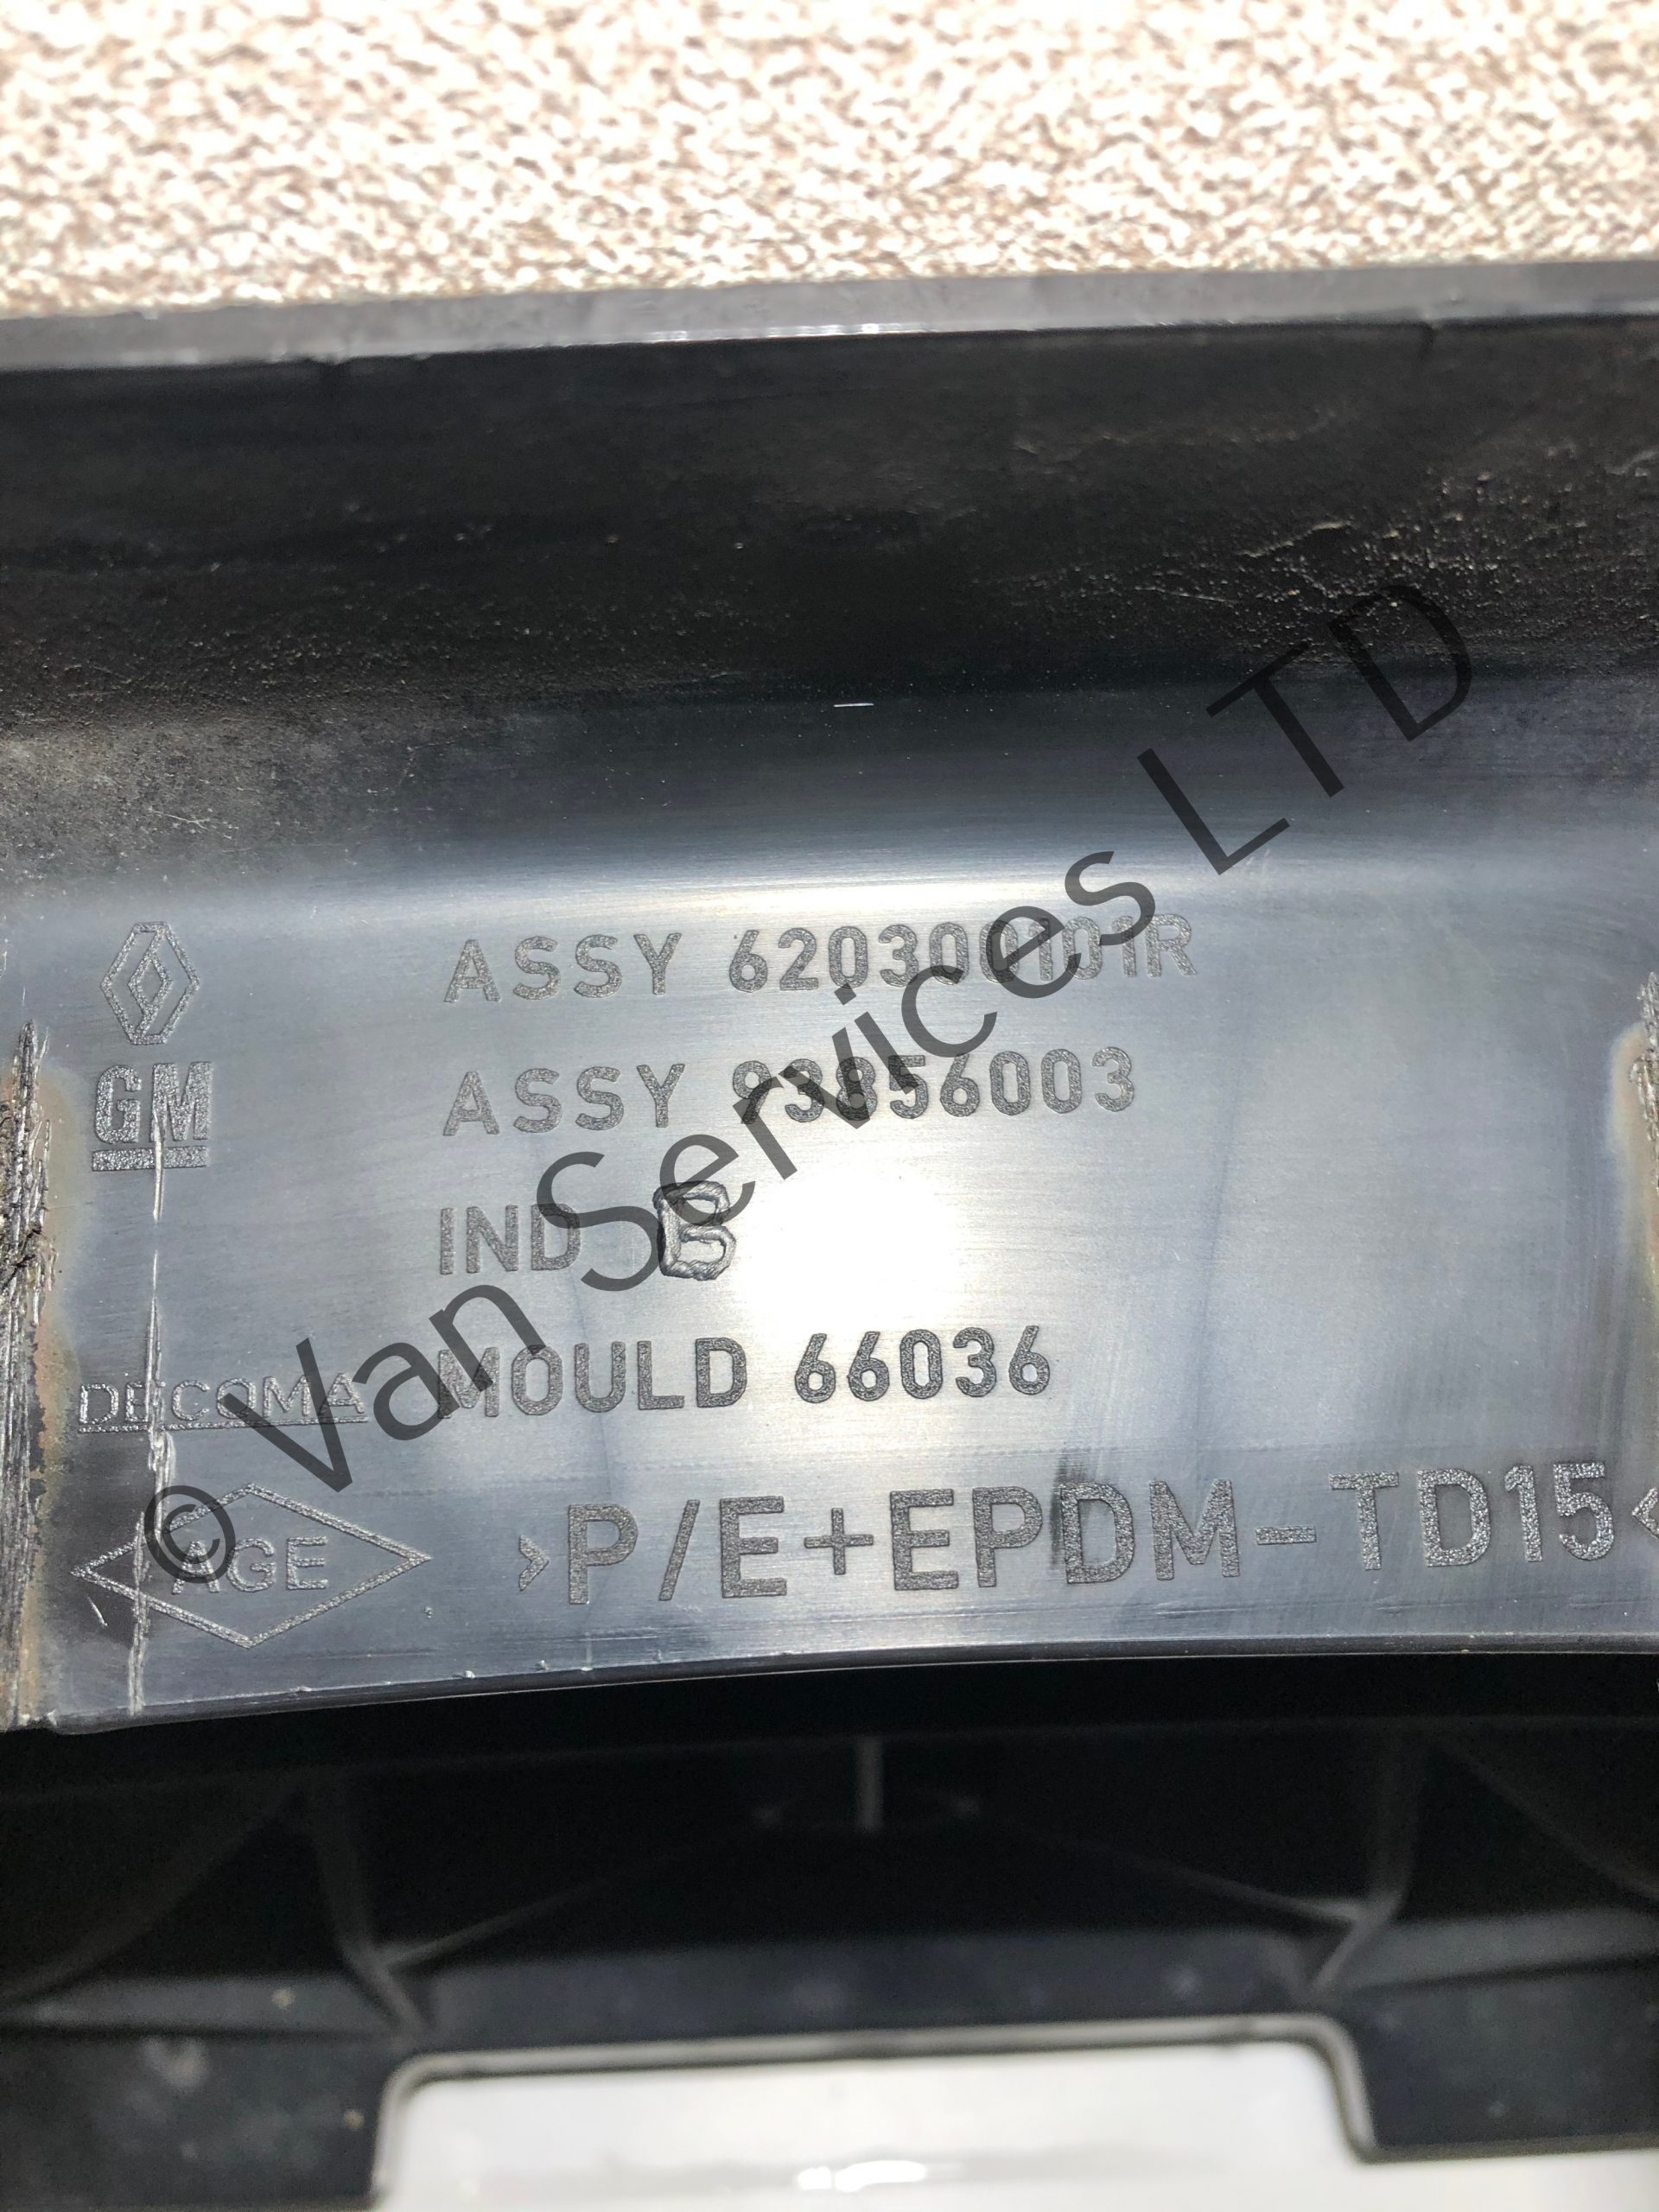 ASSY 620300101R
GM
ASSY 93856003
IND B
DECOMA
MOULD 66036
AGE
>P/E+EPDM-TD15<
© Van Services LTD